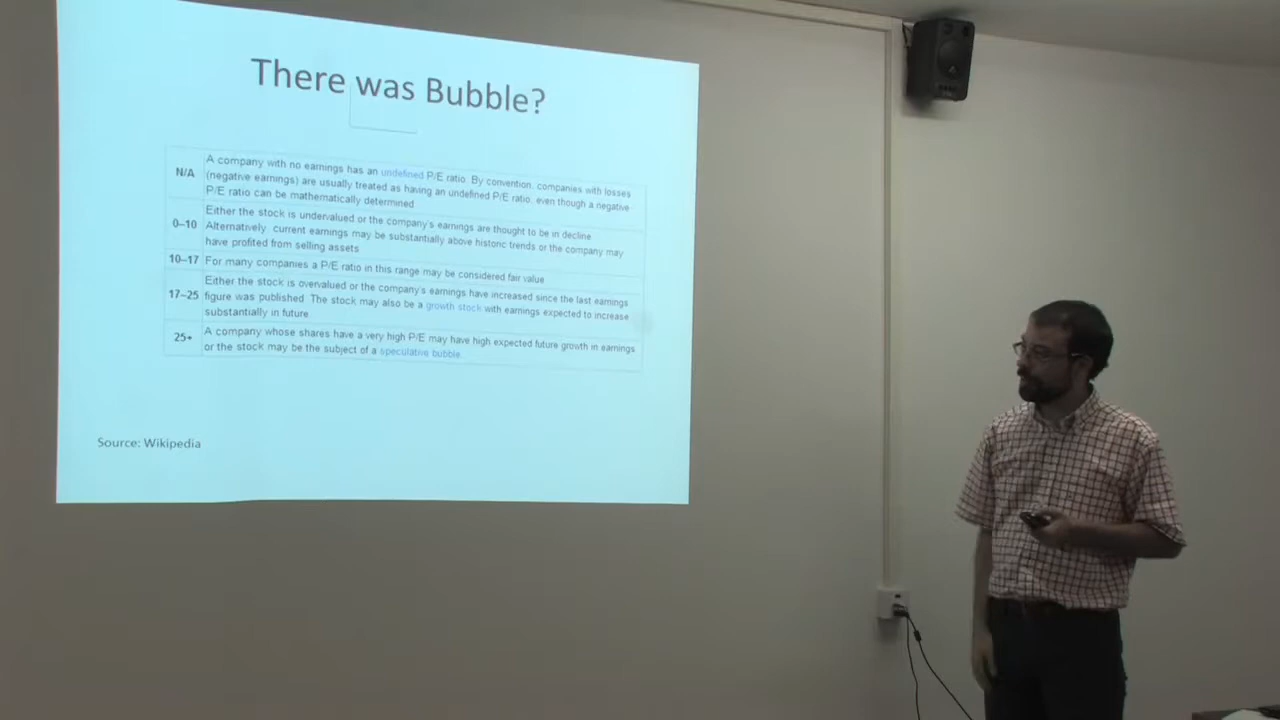 There was Bubble?
N/A
A company with no earnings has an undefined P/E ratio. By convention, companies with losses
(negative earnings) are usually treated as having an undefined P/E ratio, even though a negative
P/E ratio can be mathematically determined
0–10
Either the stock is undervalued or the company's earnings are thought to be in decline
Alternatively, current earnings may be substantially above historic trends or the company may
have profited from selling assets
10–17
For many companies a P/E ratio in this range may be considered fair value
17–25
Either the stock is overvalued or the company's earnings have increased since the last earnings
figure was published. The stock may also be a growth stock with earnings expected to increase
substantially in future
25+
A company whose shares have a very high P/E may have high expected future growth in earnings
or the stock may be the subject of a speculative bubble.
Source: Wikipedia